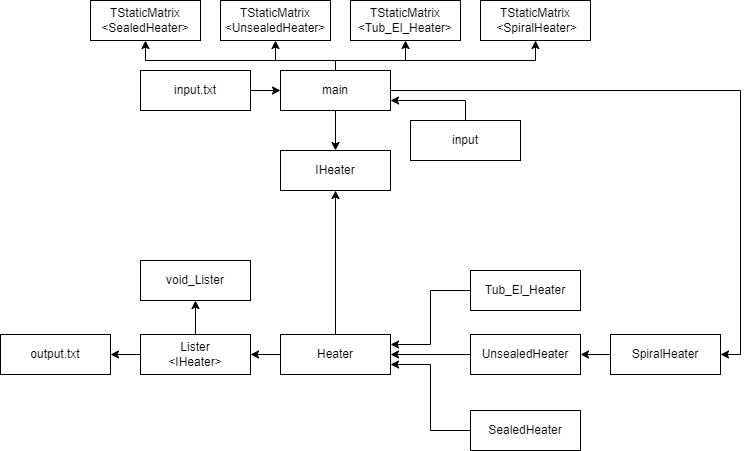 TStaticMatrix
<SealedHeater>
TStaticMatrix
<UnsealedHeater>
TStaticMatrix
<Tub_El_Heater>
TStaticMatrix
<SpiralHeater>
input.txt
main
input
IHeater
void_Lister
Tub_El_Heater
output.txt
Lister
<IHeater>
Heater
UnsealedHeater
SpiralHeater
SealedHeater